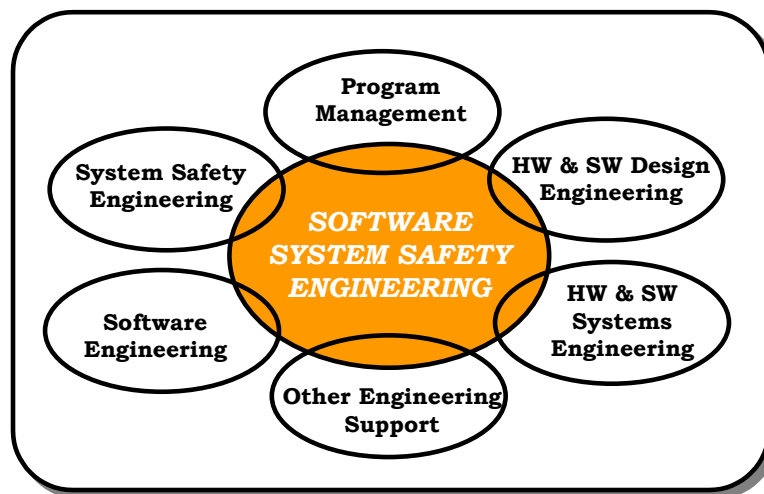 Program
Management
System Safety
Engineering
HW & SW Design
Engineering
SOFTWARE
SYSTEM SAFETY
ENGINEERING
Software
Engineering
HW & SW
Systems
Engineering
Other Engineering
Support